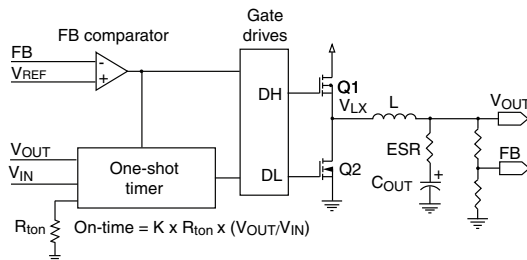 FB comparator
Gate
drives
FB
VREF
-
+
DH
DL
Q1
VLX
L
VOUT
ESR
FB
Q2
COUT
+
VOUT
VIN
One-shot
timer
Rton
On-time = K x Rton x (VOUT/VIN)